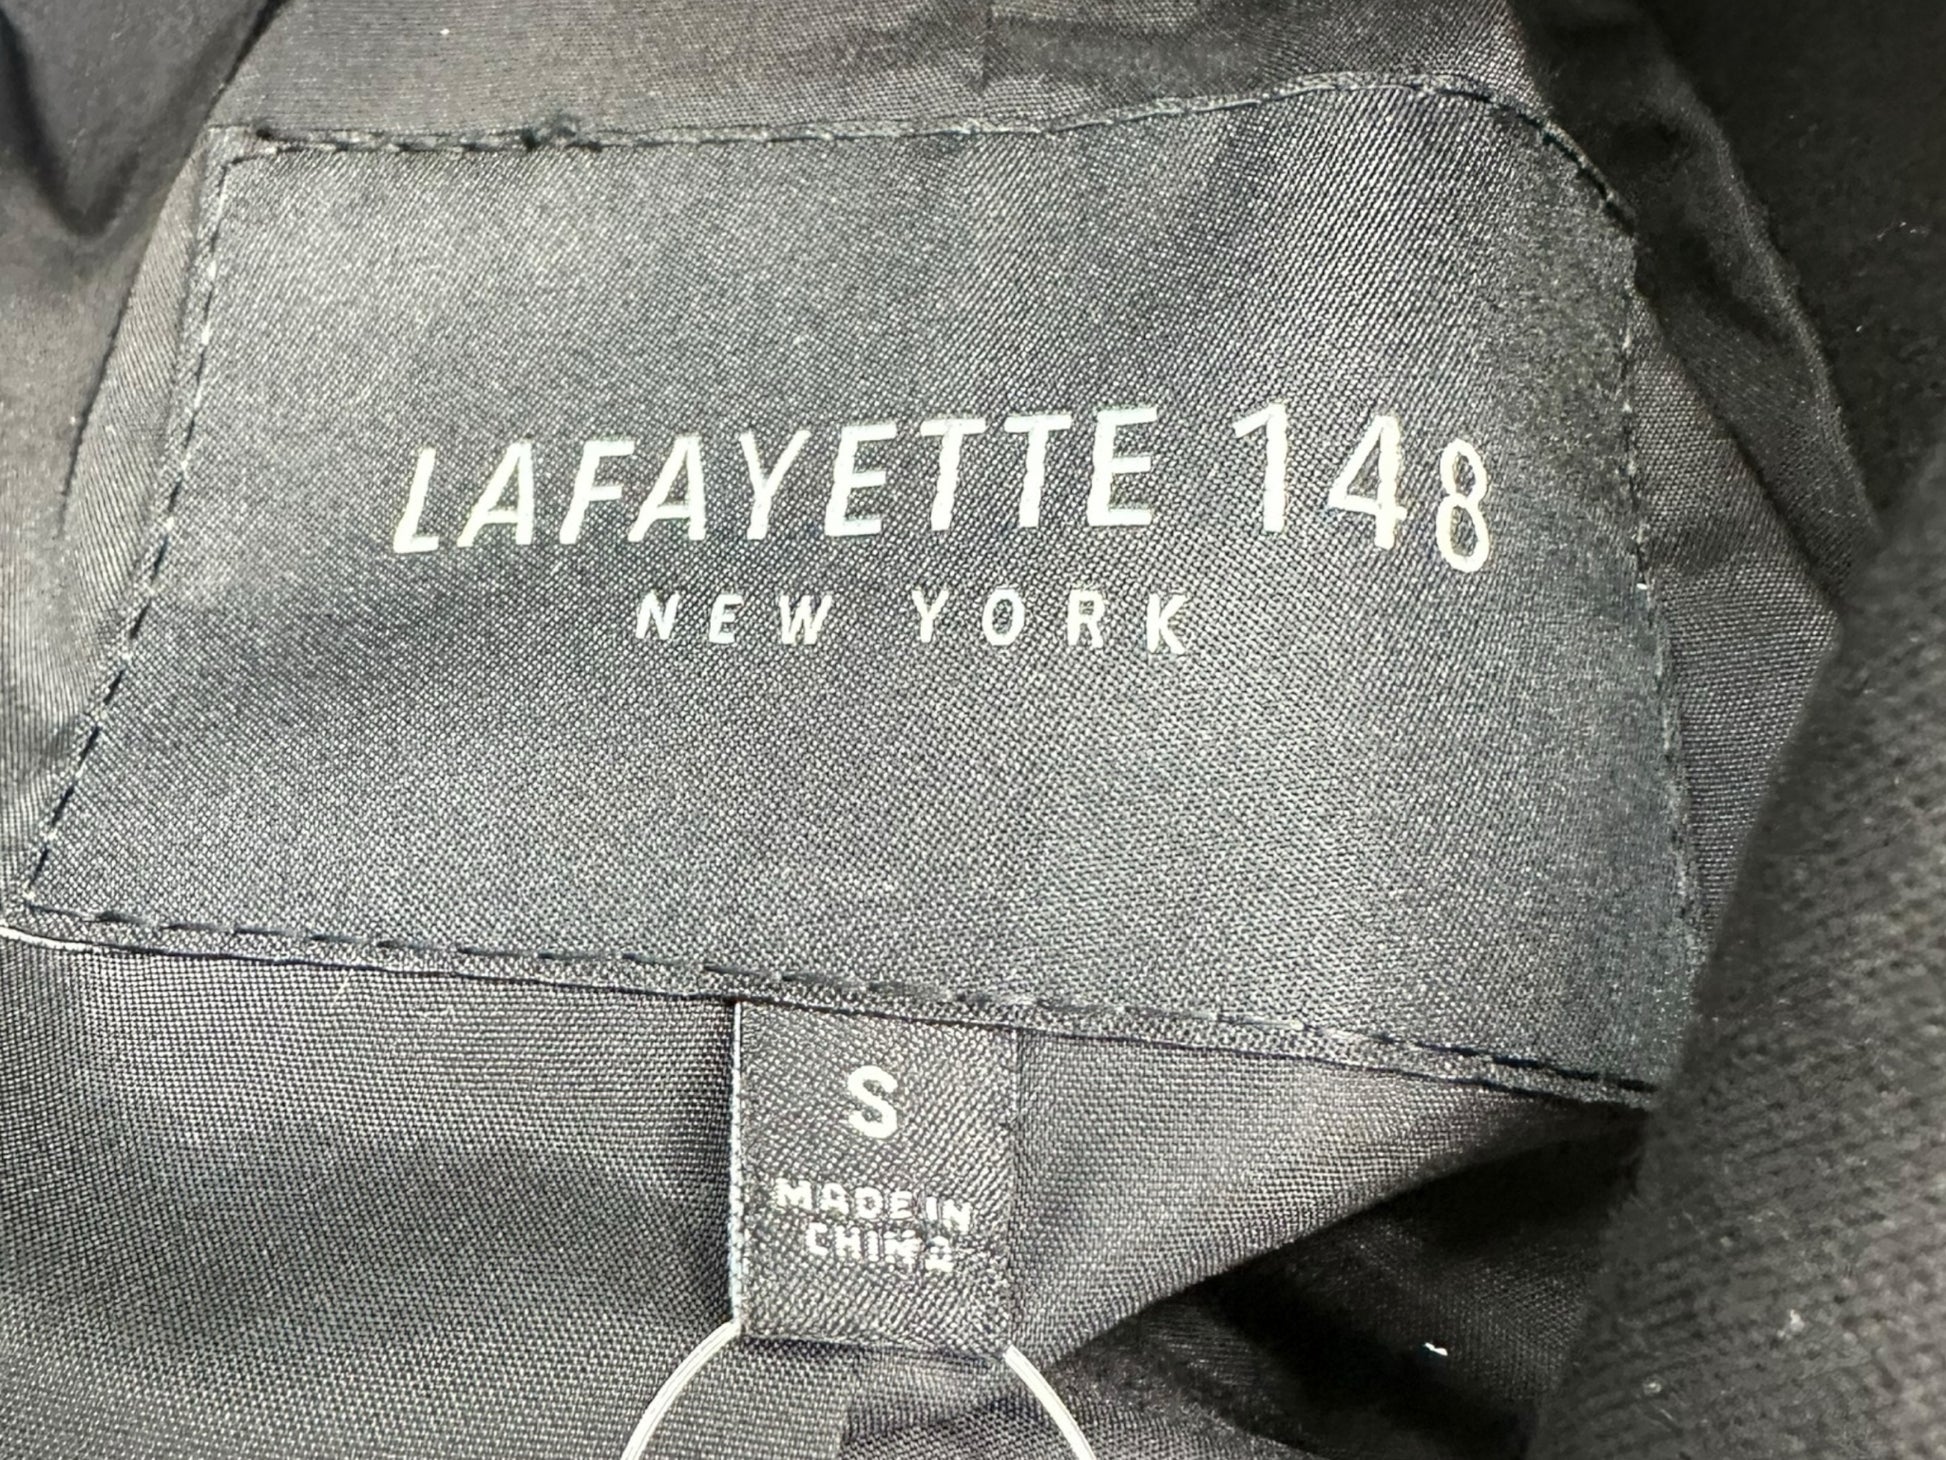 LAFAYETTE 148
NEW YORK
S
MADE IN
CHINA